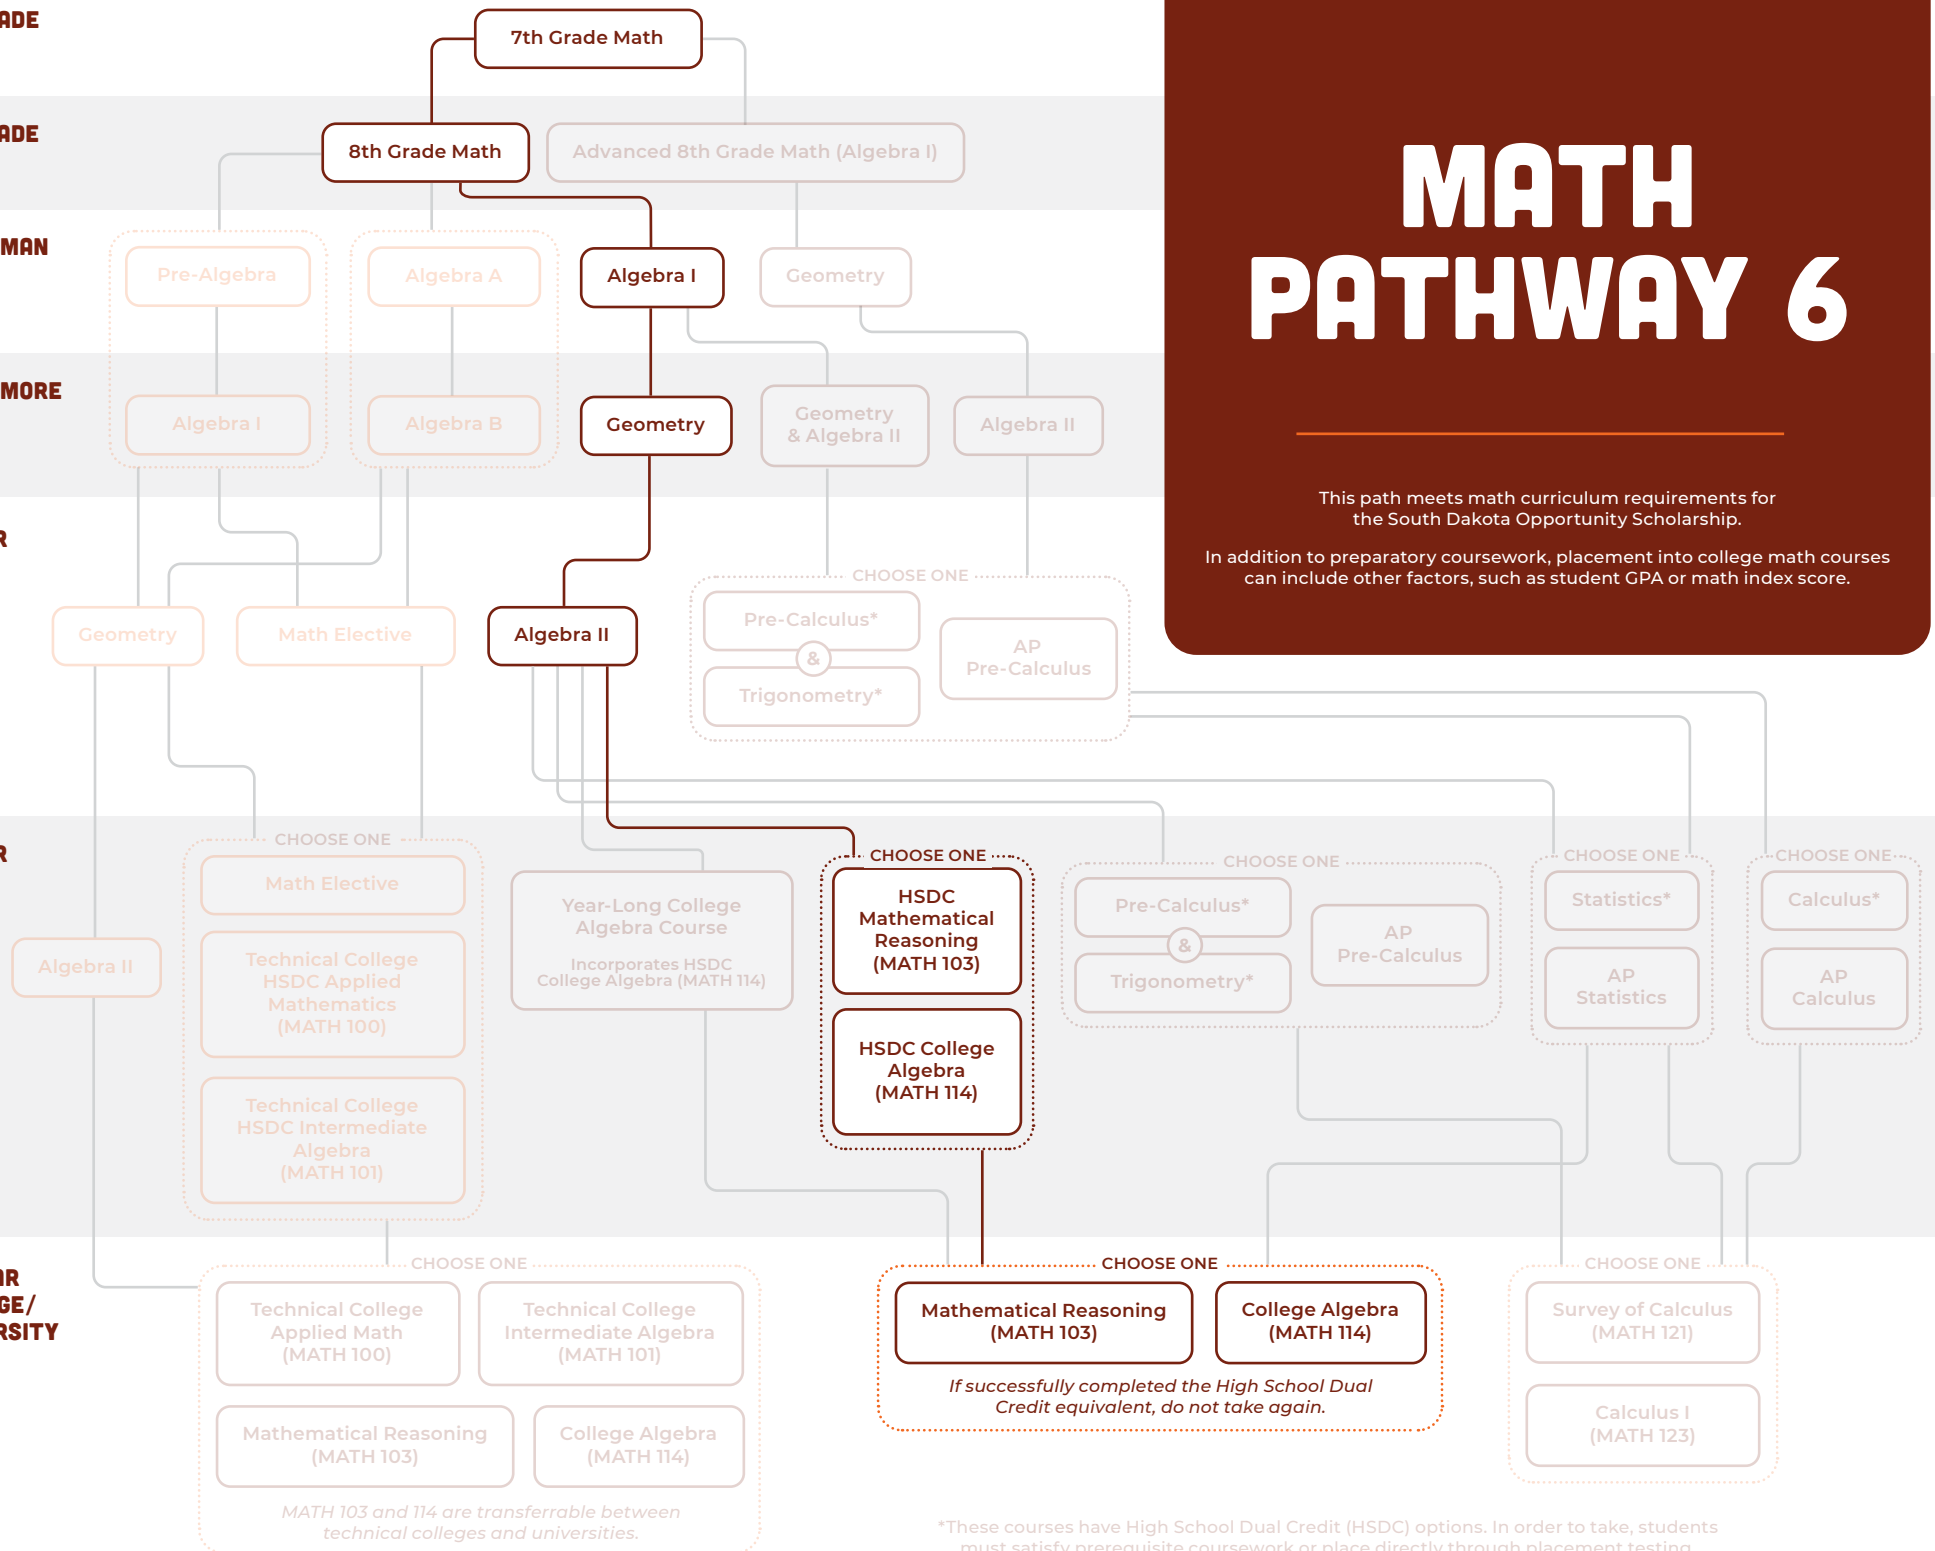 ADE
7th Grade Math
ADE
8th Grade Math
Advanced 8th Grade Math (Algebra I)
MATH
PATHWAY 6
This path meets math curriculum requirements for
the South Dakota Opportunity Scholarship.
In addition to preparatory coursework, placement into college math courses
can include other factors, such as student GPA or math index score.
MAN
Pre-Algebra
Algebra A
Algebra I
Geometry
MORE
Algebra I
Algebra B
Geometry
Geometry
& Algebra II
Algebra II
R
Geometry
Math Elective
Algebra II
CHOOSE ONE
Pre-Calculus*
&
Trigonometry*
AP
Pre-Calculus
R
Algebra II
CHOOSE ONE
Math Elective
Technical College
HSDC Applied
Mathematics
(MATH 100)
Technical College
HSDC Intermediate
Algebra
(MATH 101)
Year-Long College
Algebra Course
Incorporates HSDC
College Algebra (MATH 114)
CHOOSE ONE
HSDC
Mathematical
Reasoning
(MATH 103)
HSDC College
Algebra
(MATH 114)
CHOOSE ONE
Pre-Calculus*
&
Trigonometry*
AP
Pre-Calculus
CHOOSE ONE
Statistics*
AP
Statistics
CHOOSE ONE
Calculus*
AP
Calculus
AR
GE/
RSITY
CHOOSE ONE
Technical College
Applied Math
(MATH 100)
Technical College
Intermediate Algebra
(MATH 101)
Mathematical Reasoning
(MATH 103)
College Algebra
(MATH 114)
MATH 103 and 114 are transferrable between
technical colleges and universities.
CHOOSE ONE
Mathematical Reasoning
(MATH 103)
College Algebra
(MATH 114)
If successfully completed the High School Dual
Credit equivalent, do not take again.
CHOOSE ONE
Survey of Calculus
(MATH 121)
Calculus I
(MATH 123)
*These courses have High School Dual Credit (HSDC) options. In order to take, students
must satisfy prerequisite coursework or place directly through placement testing.